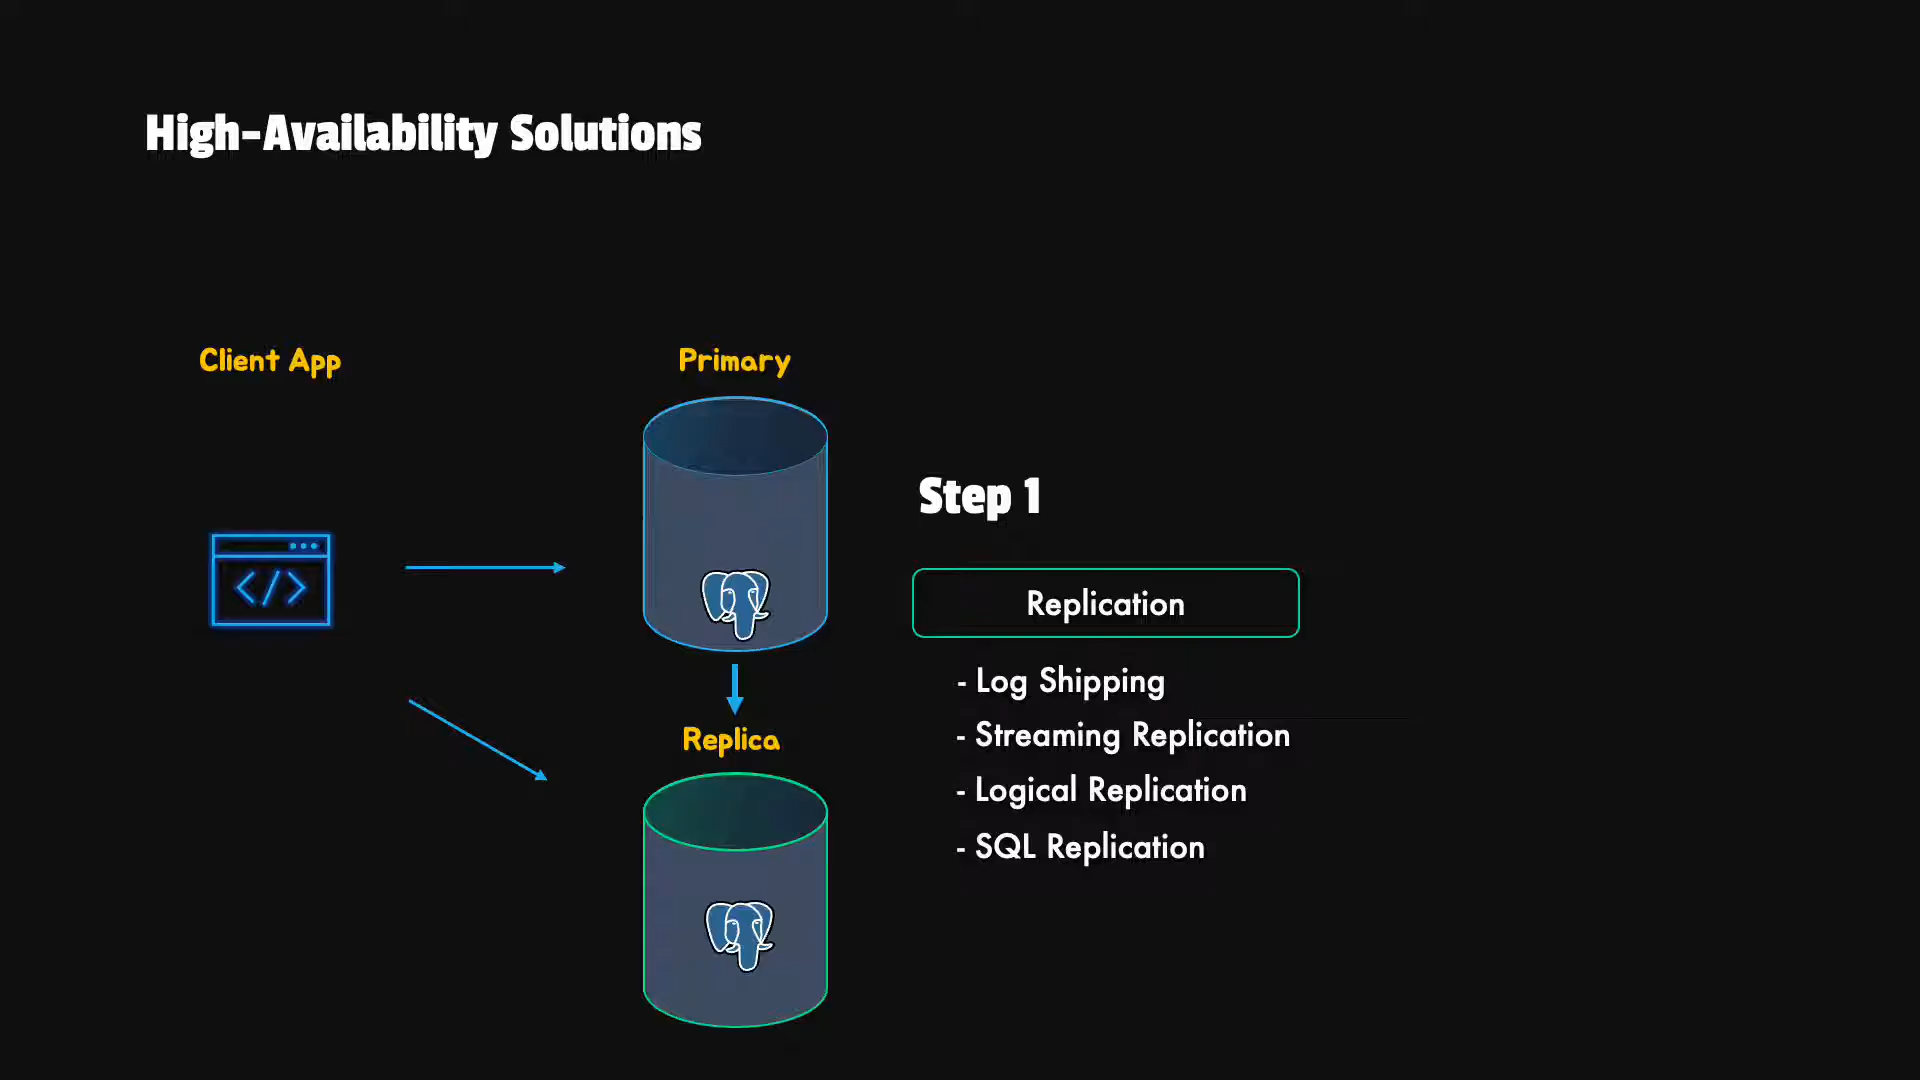 High-Availability Solutions
Client App
Primary
</>
Step 1
Replication
- Log Shipping
- Streaming Replication
- Logical Replication
- SQL Replication
Replica